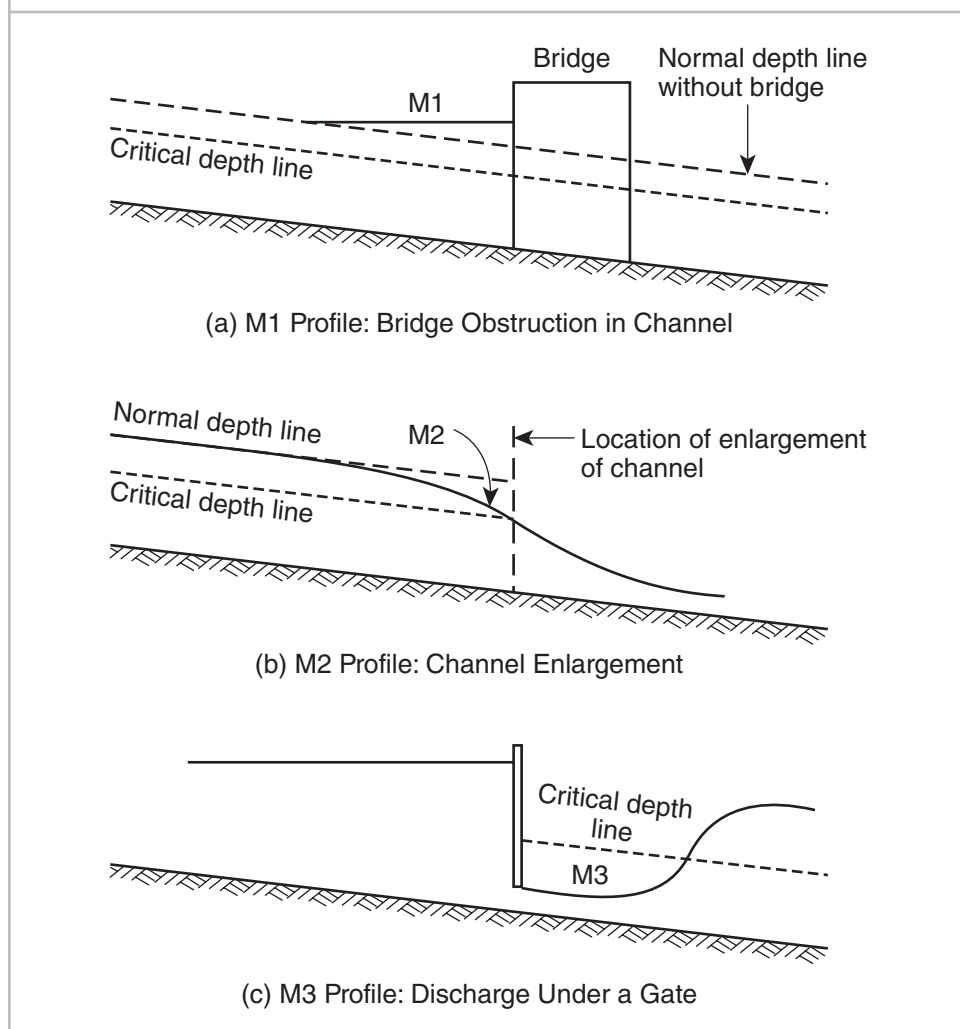 Bridge
Normal depth line
without bridge
M1
Critical depth line
(a) M1 Profile: Bridge Obstruction in Channel
Normal depth line
M2
Location of enlargement
of channel
Critical depth line
(b) M2 Profile: Channel Enlargement
Critical depth
line
M3
(c) M3 Profile: Discharge Under a Gate